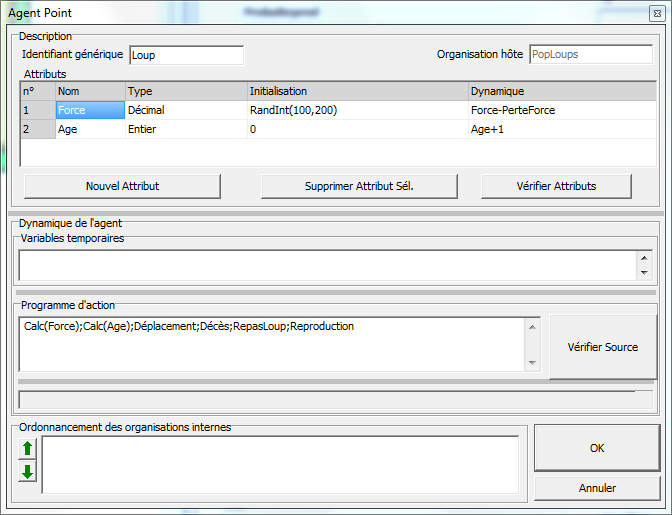 Agent Point
Description
Identifiant générique Loup Organisation hôte PopLoups
Attributs
n° Nom Type Initialisation Dynamique
1 Force Décimal RandInt(100,200) Force-PerteForce
2 Age Entier 0 Age+1
Nouvel Attribut Supprimer Attribut Sél. Vérifier Attributs
Dynamique de l'agent
Variables temporaires
Programme d'action
Calc(Force);Calc(Age);Déplacement;Décès;RepasLoup;Reproduction
Vérifier Source
Ordonnancement des organisations internes
OK
Annuler